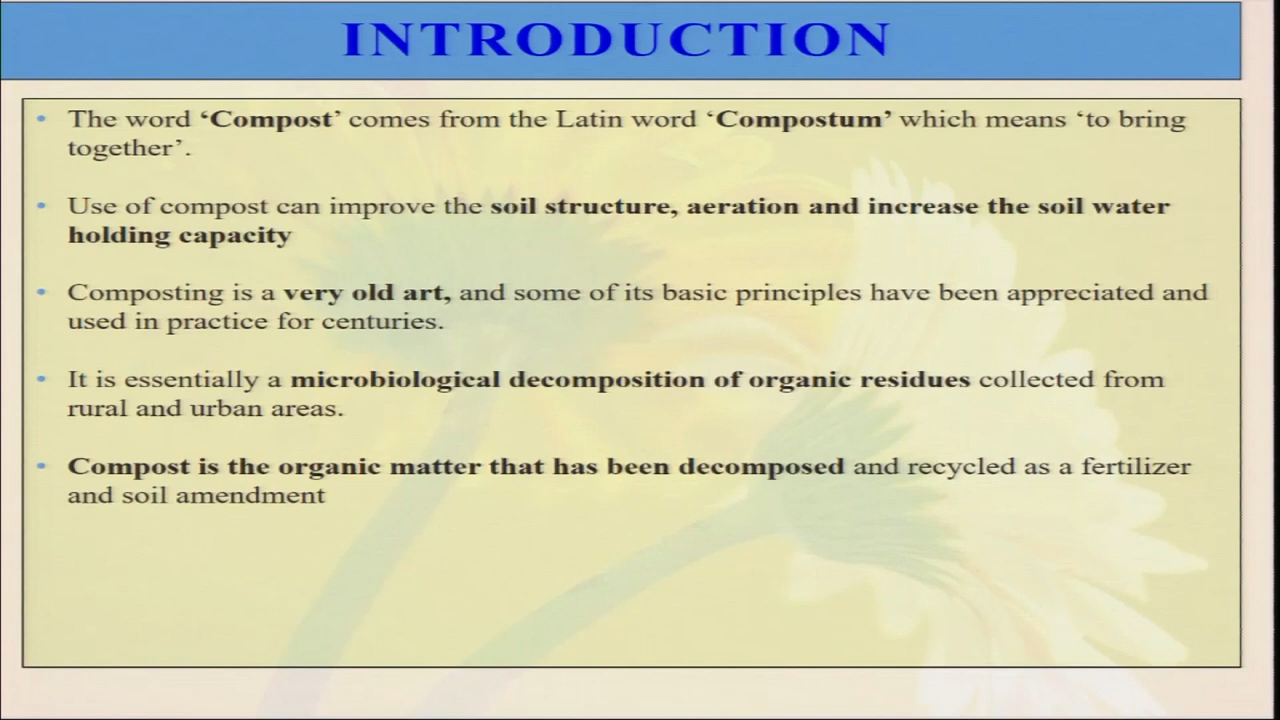 INTRODUCTION
• The word ‘Compost’ comes from the Latin word ‘Compostum’ which means ‘to bring
together’.
• Use of compost can improve the soil structure, aeration and increase the soil water
holding capacity
• Composting is a very old art, and some of its basic principles have been appreciated and
used in practice for centuries.
• It is essentially a microbiological decomposition of organic residues collected from
rural and urban areas.
• Compost is the organic matter that has been decomposed and recycled as a fertilizer
and soil amendment